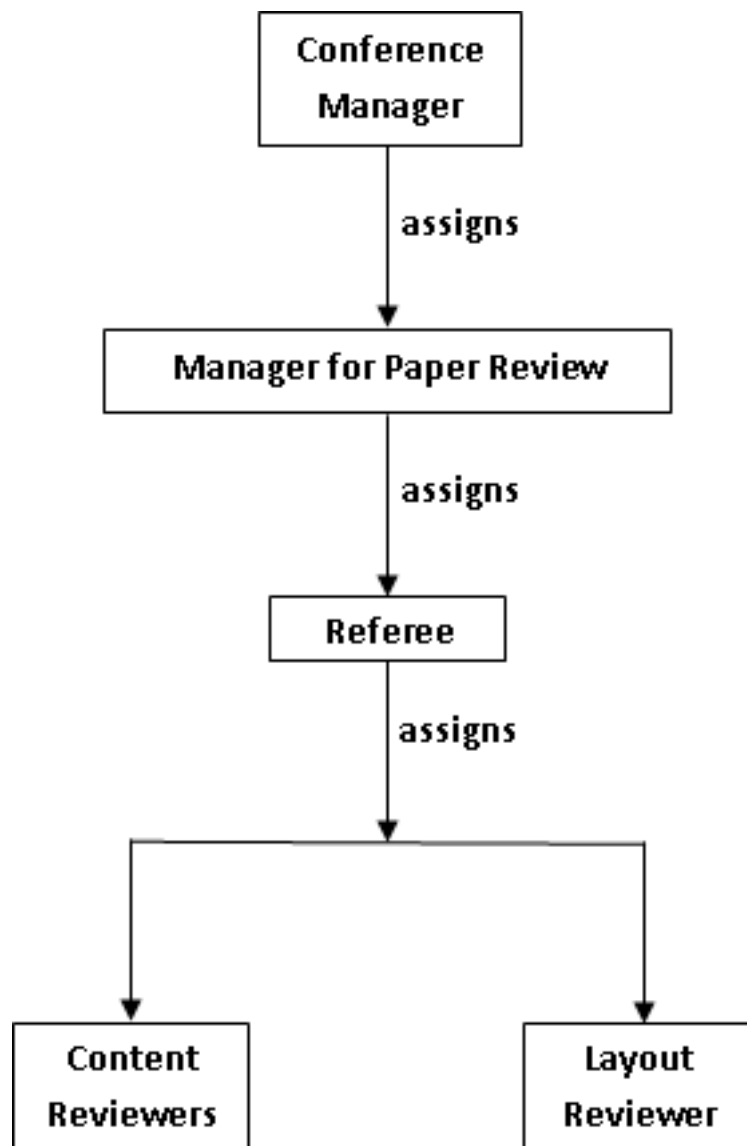 Conference
Manager
assigns
Manager for Paper Review
assigns
Referee
assigns
Content
Reviewers
Layout
Reviewer